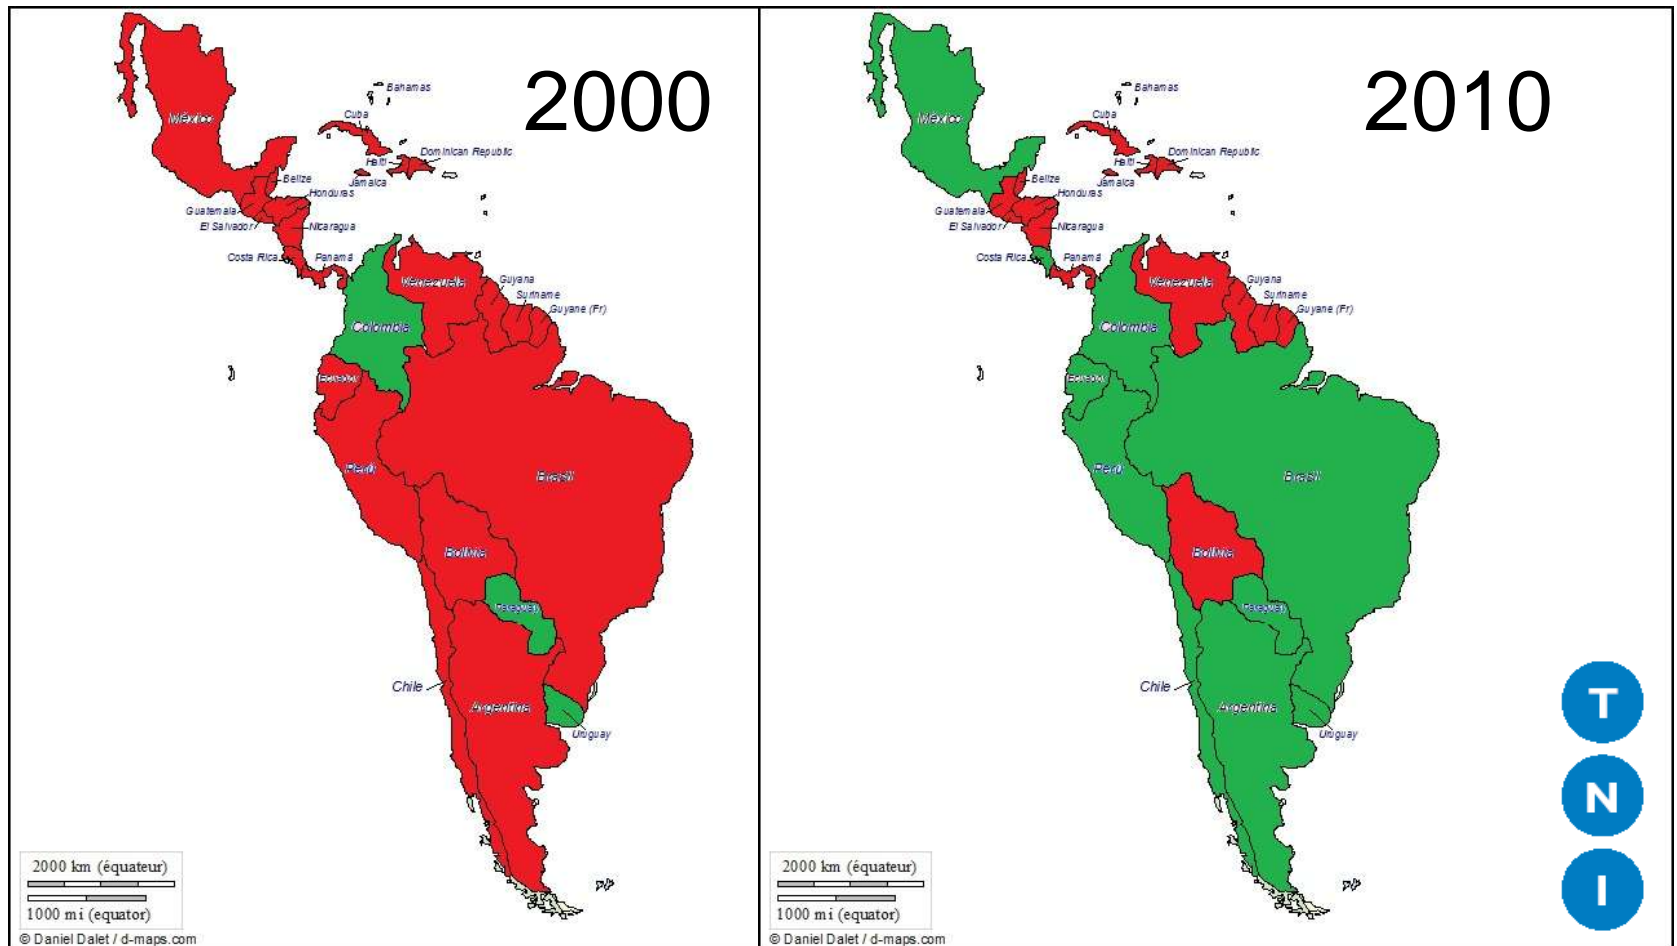 2000
Bahamas
Cuba
México
Haiti
Dominican Republic
Jamaica
Belize
Honduras
Guatemala
El Salvador
Nicaragua
Costa Rica
Panamá
Venezuela
Guyana
Suriname
Guyane (Fr)
Colombia
Ecuador
Perú
Brasil
Bolivia
Paraguay
Chile
Argentina
Uruguay
2000 km (équateur)
1000 mi (equator)
© Daniel Dalet / d-maps.com
2010
Bahamas
Cuba
México
Haiti
Dominican Republic
Jamaica
Belize
Honduras
Guatemala
El Salvador
Nicaragua
Costa Rica
Panamá
Venezuela
Guyana
Suriname
Guyane (Fr)
Colombia
Ecuador
Perú
Brasil
Bolivia
Paraguay
Chile
Argentina
Uruguay
2000 km (équateur)
1000 mi (equator)
© Daniel Dalet / d-maps.com
T
N
I